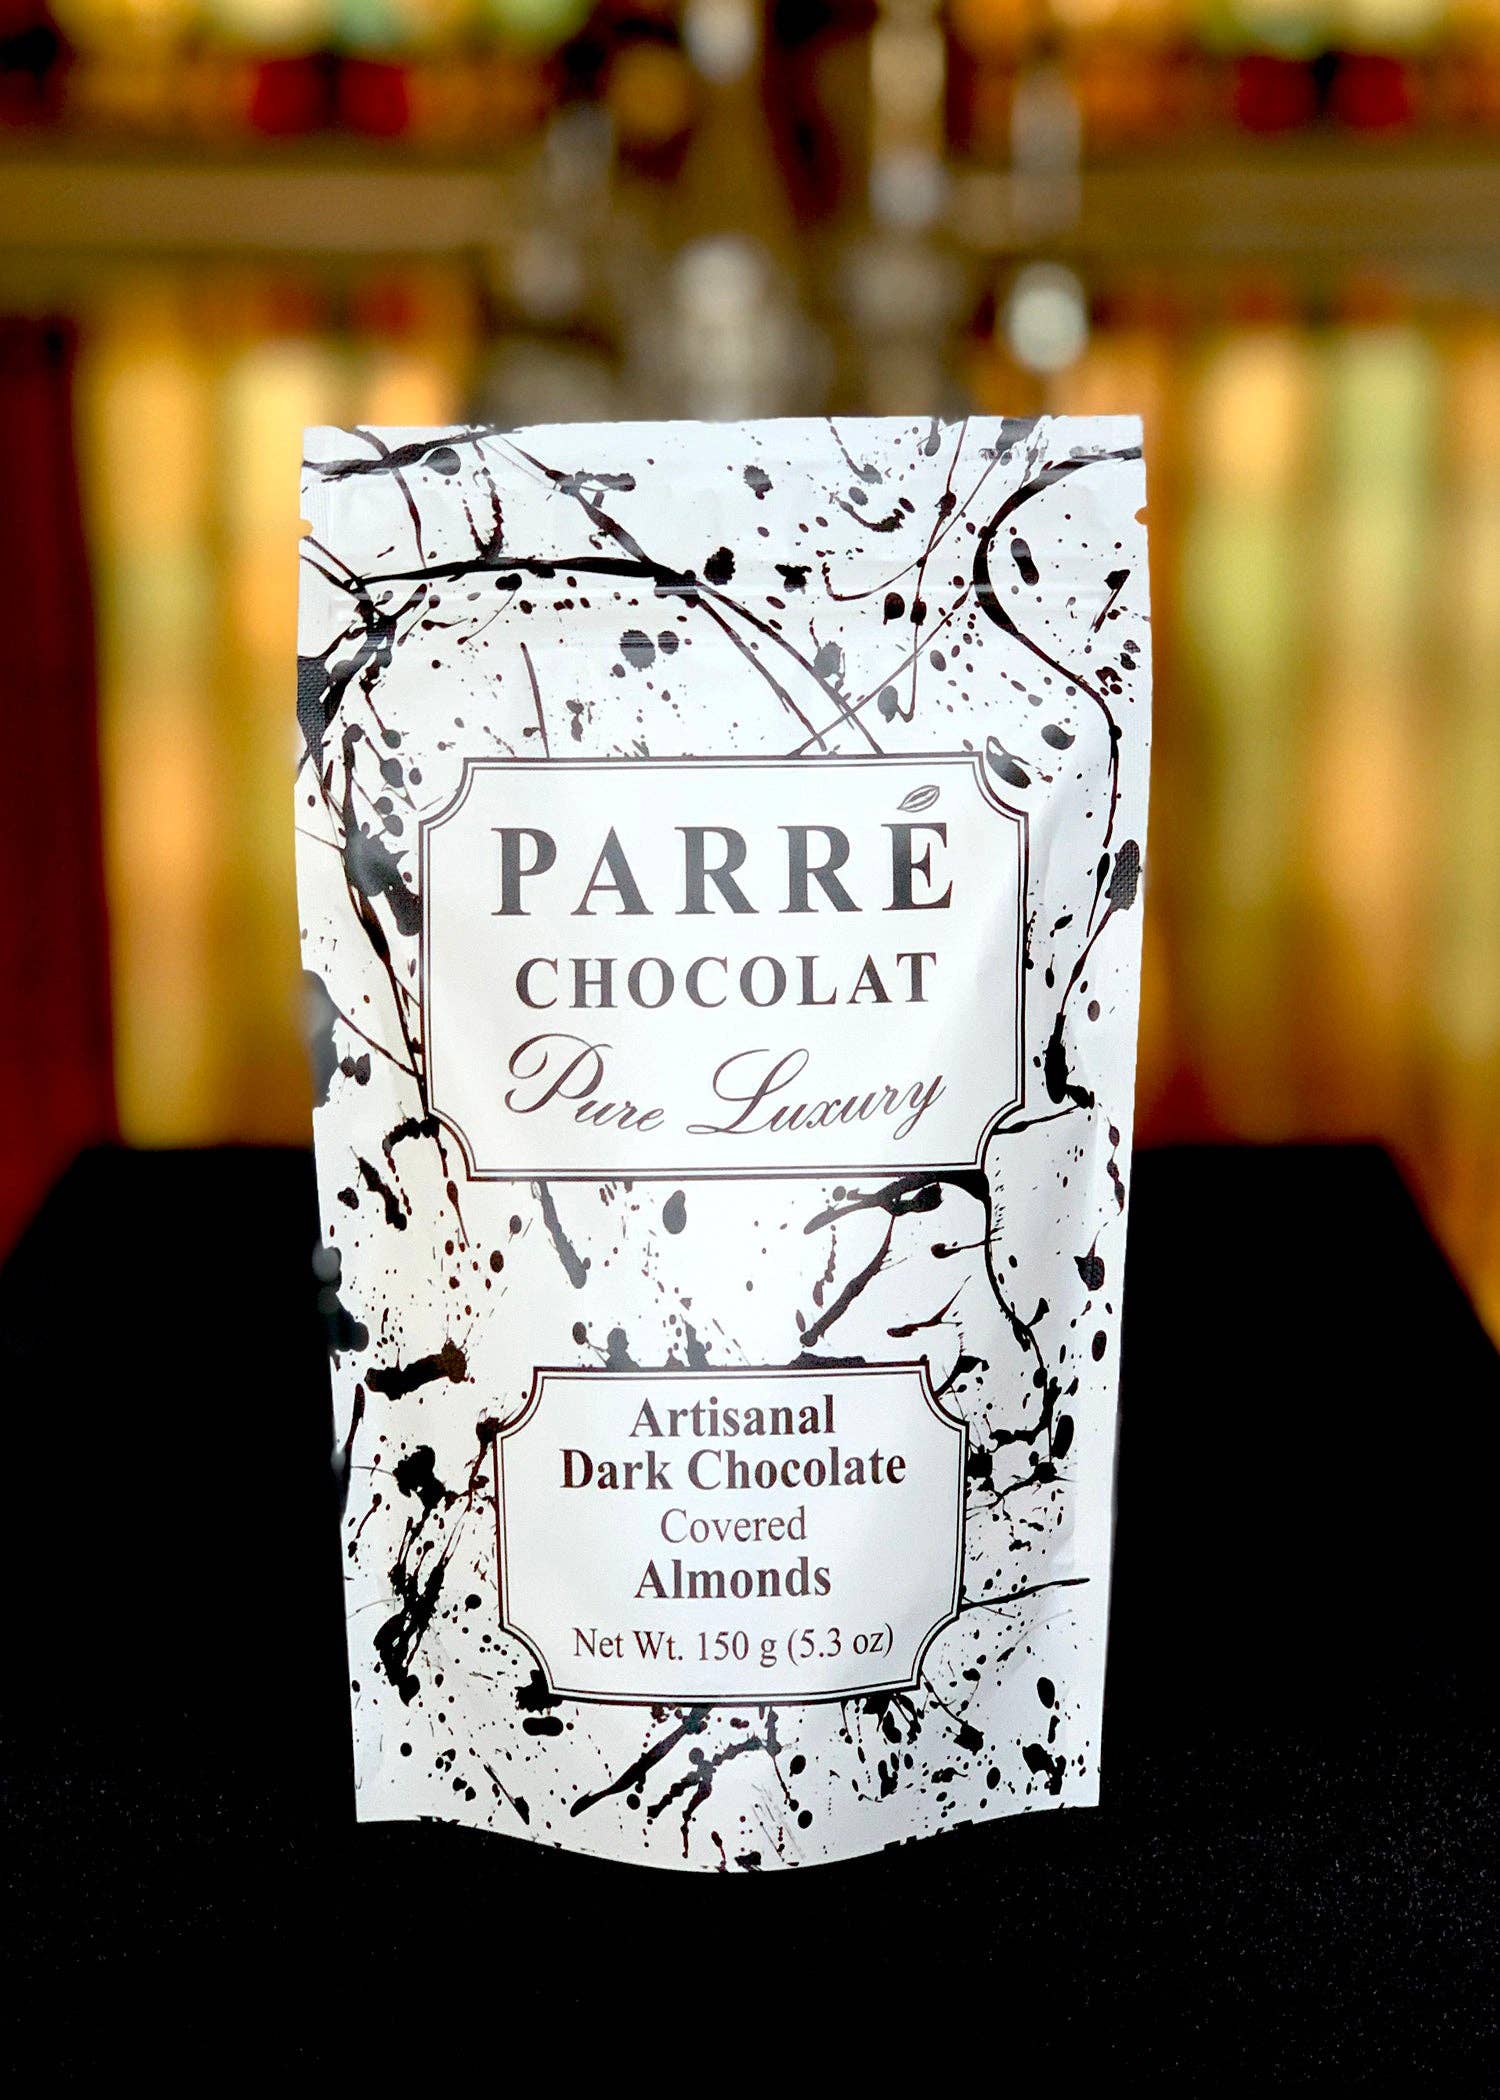 PARRÉ
CHOCOLAT
Pure Luxury
Artisanal
Dark Chocolate
Covered
Almonds
Net Wt. 150 g (5.3 oz)